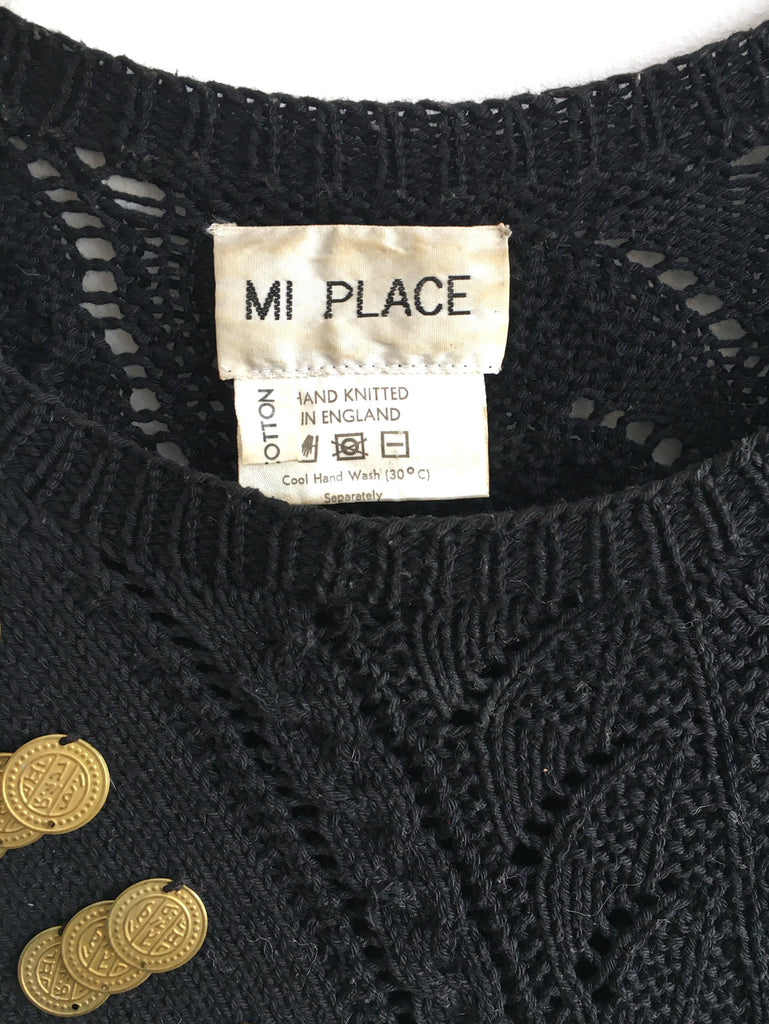 MI PLACE
OTTON
HAND KNITTED
IN ENGLAND
Cool Hand Wash (30°C)
Separately